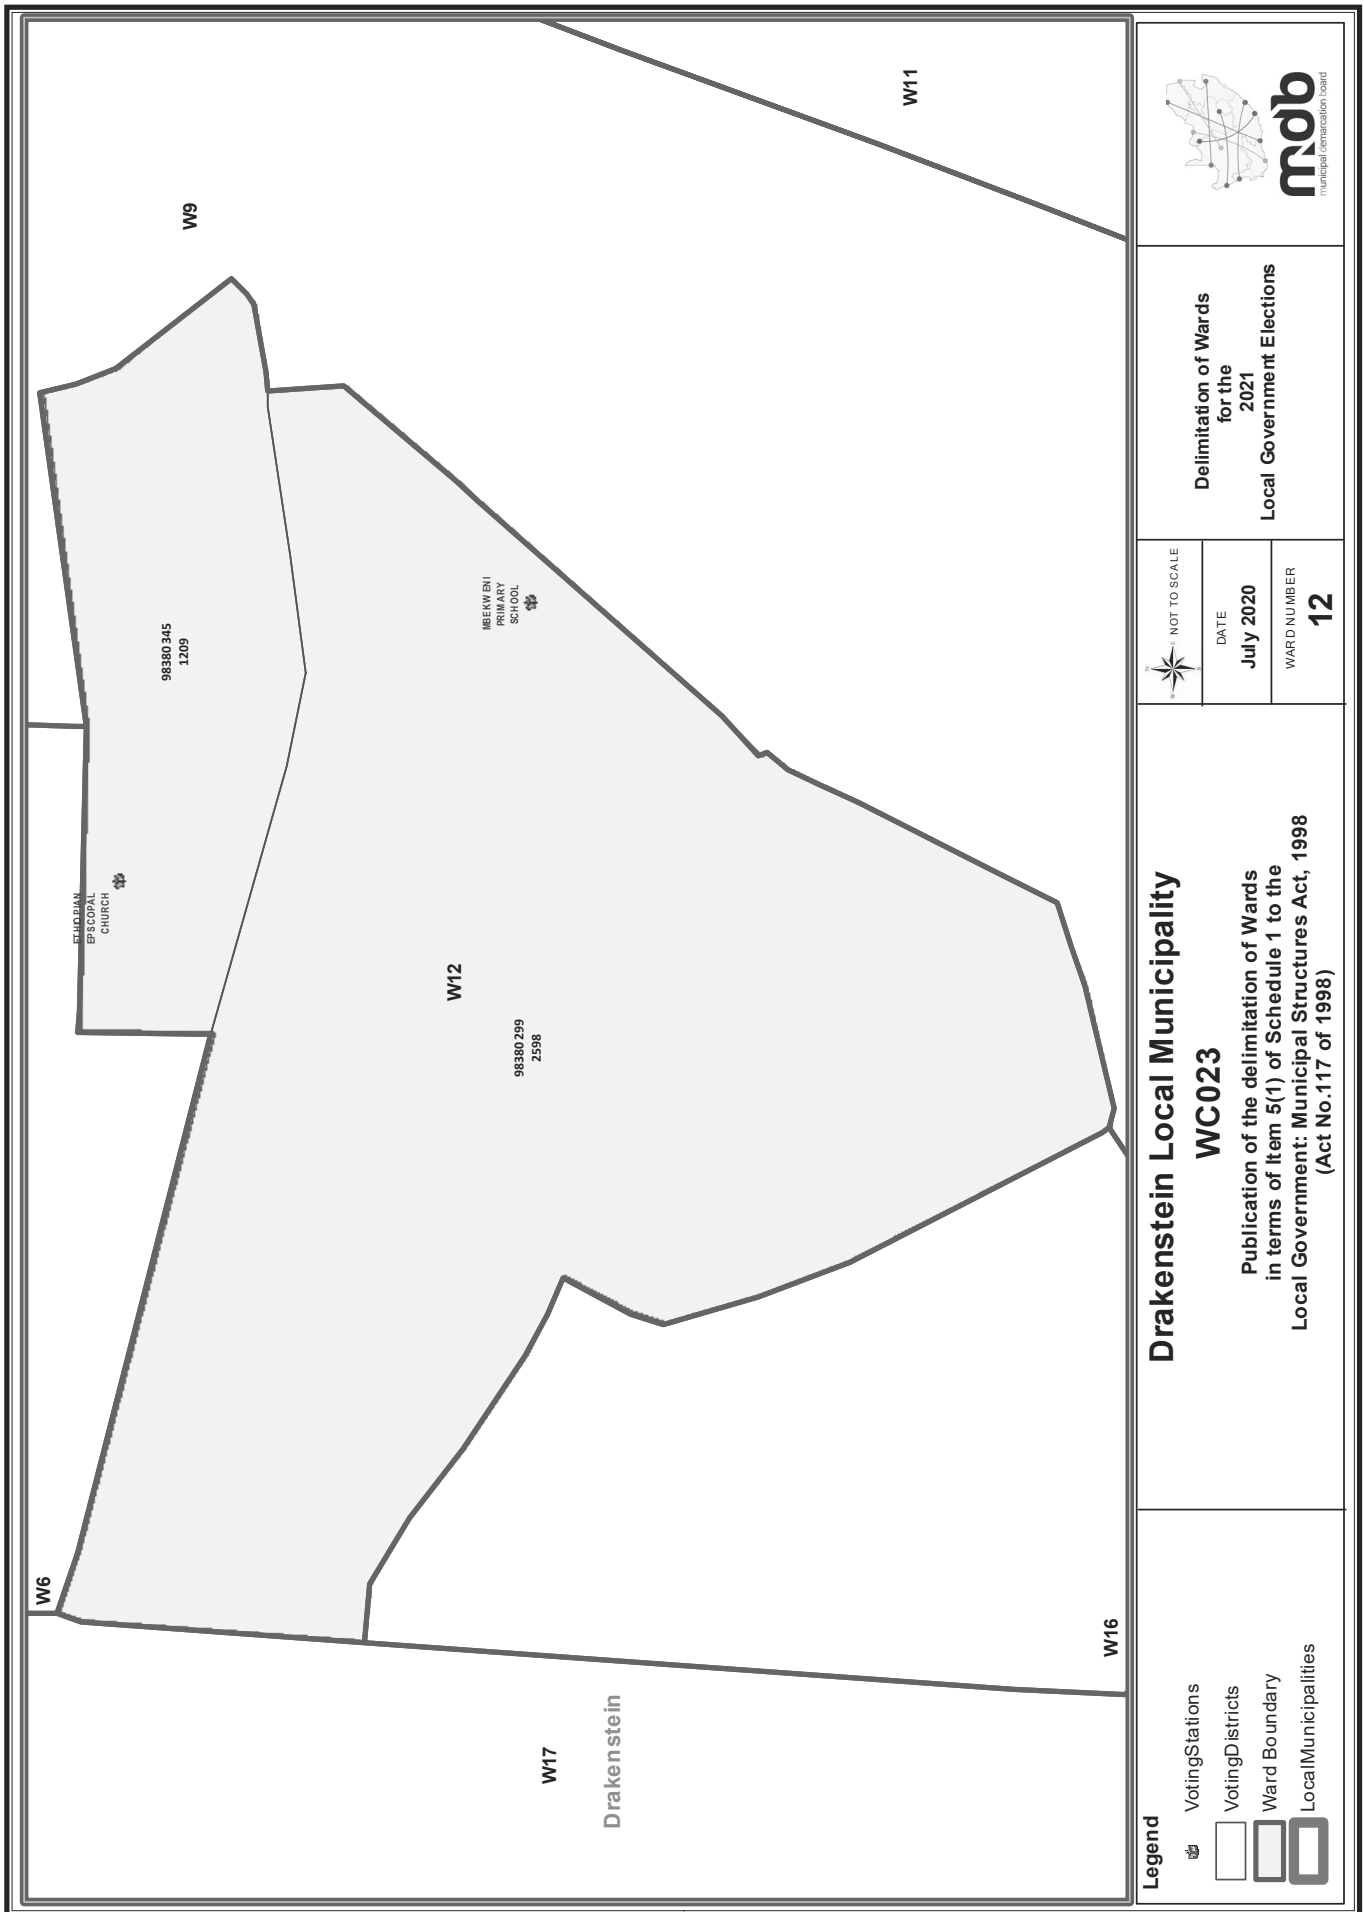 W6
W9
W11
98380345
1209
ETHIOPIAN
EPISCOPAL
CHURCH
MBEKWENI
PRIMARY
SCHOOL
W12
98380299
2598
W17
Drakenstein
W16
Legend
VotingStations
VotingDistricts
Ward Boundary
LocalMunicipalities
Drakenstein Local Municipality
WC023
Publication of the delimitation of Wards
in terms of Item 5(1) of Schedule 1 to the
Local Government: Municipal Structures Act, 1998
(Act No.117 of 1998)
N
E
S
W
NOT TO SCALE
DATE
July 2020
WARD NUMBER
12
Delimitation of Wards
for the
2021
Local Government Elections
mdb
municipal demarcation board